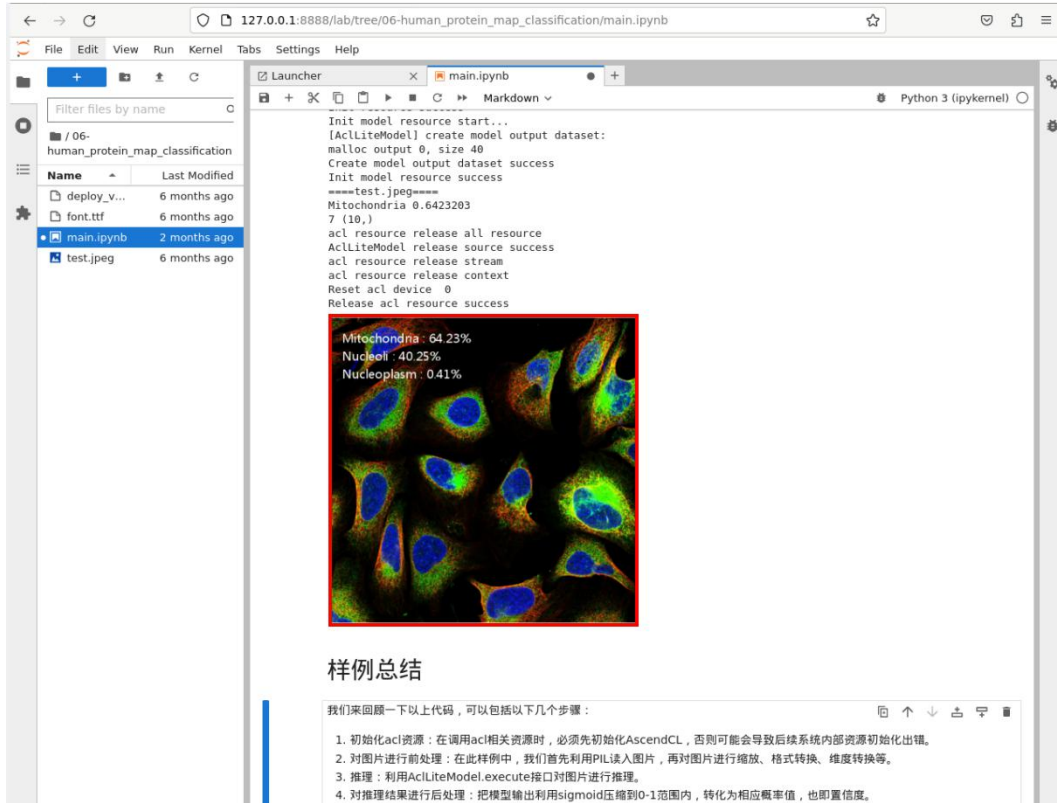 127.0.0.1:8888/lab/tree/06-human_protein_map_classification/main.ipynb
File Edit View Run Kernel Tabs Settings Help
Launcher
main.ipynb
Filter files by name
Markdown
Python 3 (ipykernel)
/ 06-
human_protein_map_classification
Name Last Modified
deploy_v... 6 months ago
font.ttf 6 months ago
main.ipynb 2 months ago
test.jpeg 6 months ago
Init model resource start...
[AclLiteModel] create model output dataset:
malloc output 0, size 40
Create model output dataset success
Init model resource success
====test.jpeg====
Mitochondria 0.6423203
7 (10,)
acl resource release all resource
AclLiteModel release source success
acl resource release stream
acl resource release context
Reset acl device  0
Release acl resource success
Mitochondria : 64.23%
Nucleoli : 40.25%
Nucleoplasm : 0.41%
样例总结
我们来回顾一下以上代码，可以包括以下几个步骤：
1. 初始化acl资源：在调用acl相关资源时，必须先初始化AscendCL，否则可能会导致后续系统内部资源初始化出错。
2. 对图片进行前处理：在此样例中，我们首先利用PIL读入图片，再对图片进行缩放、格式转换、维度转换等。
3. 推理：利用AclLiteModel.execute接口对图片进行推理。
4. 对推理结果进行后处理：把模型输出利用sigmoid压缩到0-1范围内，转化为相应概率值，也即置信度。